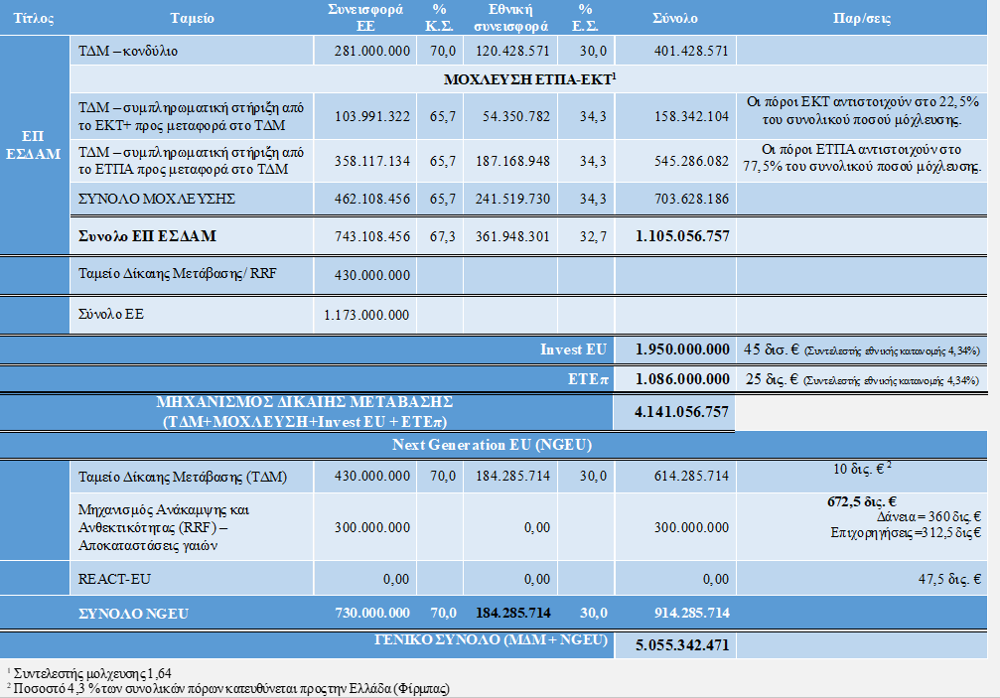 Τίτλος Ταμείο Συνεισφορά ΕΕ % Κ.Σ. Εθνική συνεισφορά % Ε.Σ. Σύνολο Παρ/σεις
ΕΠ ΕΣΔΑΜ
ΤΔΜ – κονδύλιο 281.000.000 70,0 120.428.571 30,0 401.428.571
ΜΟΧΛΕΥΣΗ ΕΤΠΑ-ΕΚΤ¹
ΤΔΜ – συμπληρωματική στήριξη από
το ΕΚΤ+ προς μεταφορά στο ΤΔΜ 103.991.322 65,7 54.350.782 34,3 158.342.104 Οι πόροι ΕΚΤ αντιστοιχούν στο 22,5%
του συνολικού ποσού μόχλευσης.
ΤΔΜ – συμπληρωματική στήριξη από
το ΕΤΠΑ προς μεταφορά στο ΤΔΜ 358.117.134 65,7 187.168.948 34,3 545.286.082 Οι πόροι ΕΤΠΑ αντιστοιχούν στο
77,5% του συνολικού ποσού μόχλευσης.
ΣΥΝΟΛΟ ΜΟΧΛΕΥΣΗΣ 462.108.456 65,7 241.519.730 34,3 703.628.186
Συνολο ΕΠ ΕΣΔΑΜ 743.108.456 67,3 361.948.301 32,7 1.105.056.757
Ταμείο Δίκαιης Μετάβασης/ RRF 430.000.000
Σύνολο ΕΕ 1.173.000.000
Invest EU 1.950.000.000 45 δισ. € (Συντελεστής εθνικής κατανομής 4,34%)
ΕΤΕπ 1.086.000.000 25 δις. € (Συντελεστής εθνικής κατανομής 4,34%)
ΜΗΧΑΝΙΣΜΟΣ ΔΙΚΑΙΗΣ ΜΕΤΑΒΑΣΗΣ
(ΤΔΜ+ΜΟΧΛΕΥΣΗ+Invest EU + ΕΤΕπ) 4.141.056.757
Next Generation EU (NGEU)
Ταμείο Δίκαιης Μετάβασης (ΤΔΜ) 430.000.000 70,0 184.285.714 30,0 614.285.714 10 δις. € ²
Μηχανισμός Ανάκαμψης και
Ανθεκτικότητας (RRF) –
Αποκαταστάσεις γαιών 300.000.000 0,00 300.000.000 672,5 δις. €
Δάνεια = 360 δις. €
Επιχορηγήσεις =312,5 δις €
REACT-EU 0,00 0,00 0,00 47,5 δις. €
ΣΥΝΟΛΟ NGEU 730.000.000 70,0 184.285.714 30,0 914.285.714
ΓΕΝΙΚΟ ΣΥΝΟΛΟ (ΜΔΜ + NGEU) 5.055.342.471
¹ Συντελεστής μολχευσης 1,64
² Ποσοστό 4,3 % των συνολικών πόρων κατευθύνεται προς την Ελλάδα (Φίρμπας)